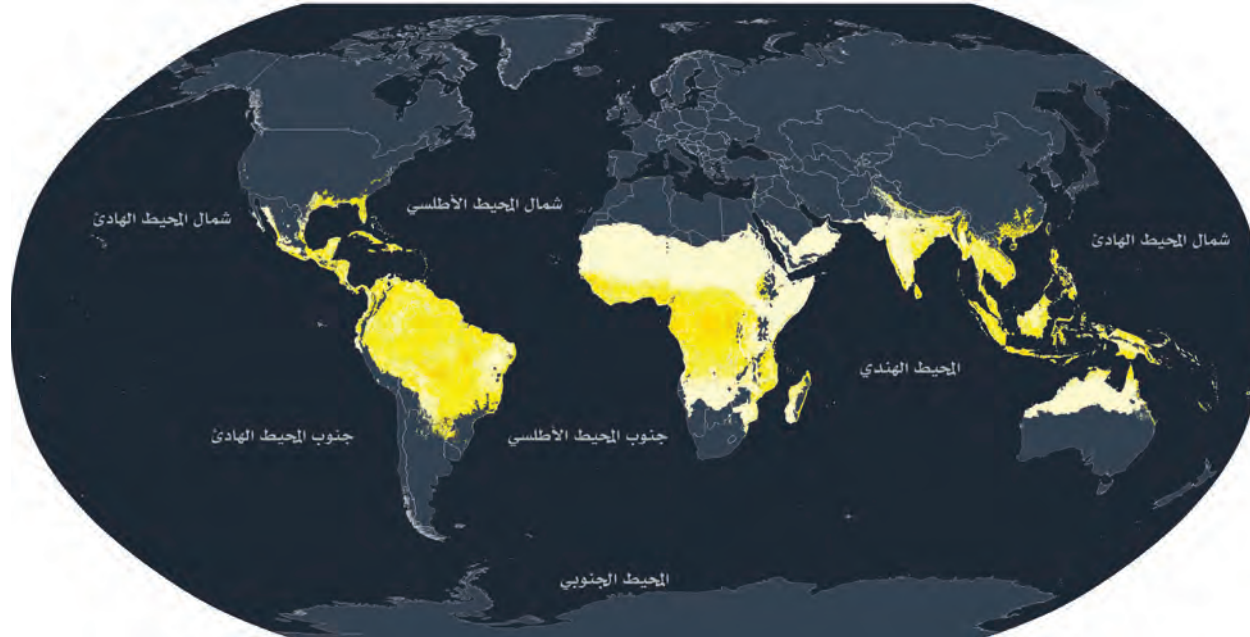 شمال المحيط الأطلسي
شمال المحيط الهادئ
شمال المحيط الهادئ
المحيط الهندي
جنوب المحيط الهادئ
جنوب المحيط الأطلسي
المحيط الجنوبي